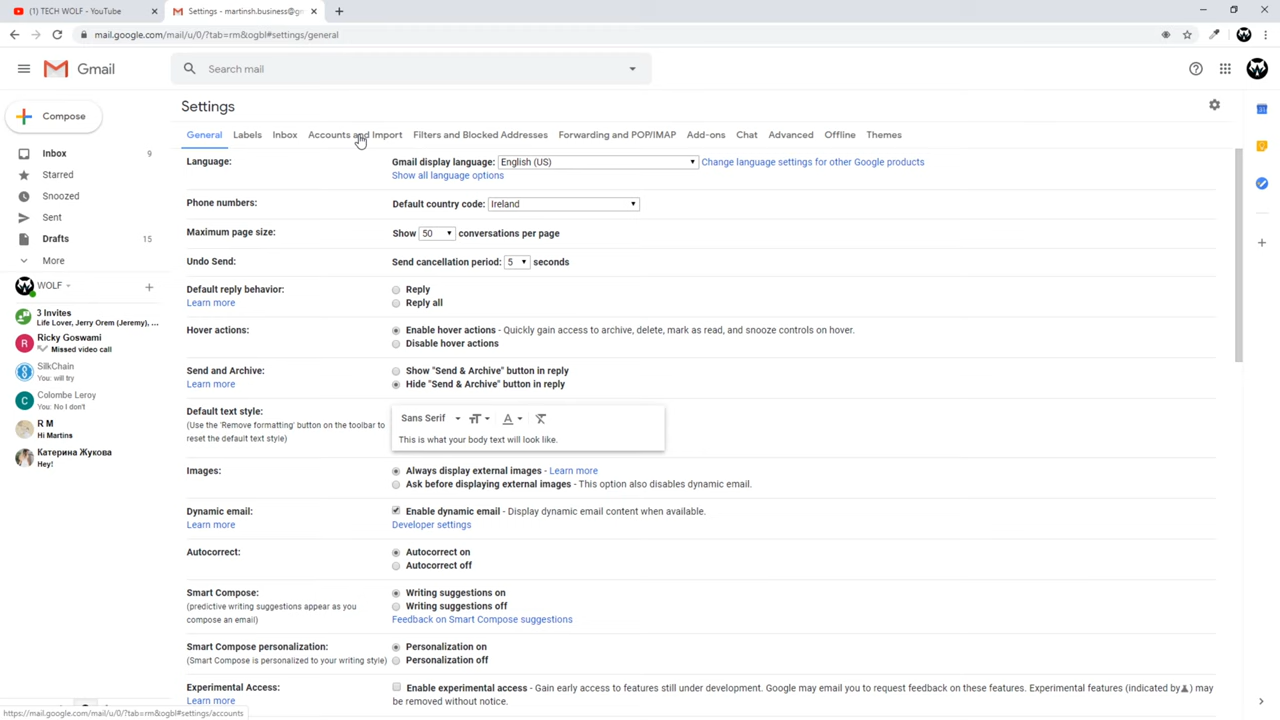 (1) TECH WOLF - YouTube
Settings - martinsh.business@g
mail.google.com/mail/u/0/?tab=rm&ogbl#settings/general
Gmail
Search mail
Compose
Inbox 9
Starred
Snoozed
Sent
Drafts 15
More
WOLF
3 Invites
Life Lover, Jerry Orem (Jeremy), ...
R
Ricky Goswami
Missed video call
SilkChain
You: will try
C
Colombe Leroy
You: No I don't
R M
Hi Martins
Катерина Жукова
Hey!
Settings
General Labels Inbox Accounts and Import Filters and Blocked Addresses Forwarding and POP/IMAP Add-ons Chat Advanced Offline Themes
Language: Gmail display language: English (US) Change language settings for other Google products
Show all language options
Phone numbers: Default country code: Ireland
Maximum page size: Show 50 conversations per page
Undo Send: Send cancellation period: 5 seconds
Default reply behavior: Reply
Learn more Reply all
Hover actions: Enable hover actions - Quickly gain access to archive, delete, mark as read, and snooze controls on hover.
Disable hover actions
Send and Archive: Show "Send & Archive" button in reply
Learn more Hide "Send & Archive" button in reply
Default text style:
(Use the 'Remove formatting' button on the toolbar to
reset the default text style)
Sans Serif
This is what your body text will look like.
Images: Always display external images - Learn more
Ask before displaying external images - This option also disables dynamic email.
Dynamic email: Enable dynamic email - Display dynamic email content when available.
Learn more Developer settings
Autocorrect: Autocorrect on
Autocorrect off
Smart Compose: Writing suggestions on
(predictive writing suggestions appear as you Writing suggestions off
compose an email) Feedback on Smart Compose suggestions
Smart Compose personalization: Personalization on
(Smart Compose is personalized to your writing style) Personalization off
Experimental Access: Enable experimental access - Gain early access to features still under development. Google may email you to request feedback on these features. Experimental features (indicated by ) may
Learn more be removed without notice.
https://mail.google.com/mail/u/0/?tab=rm&ogbl#settings/accounts